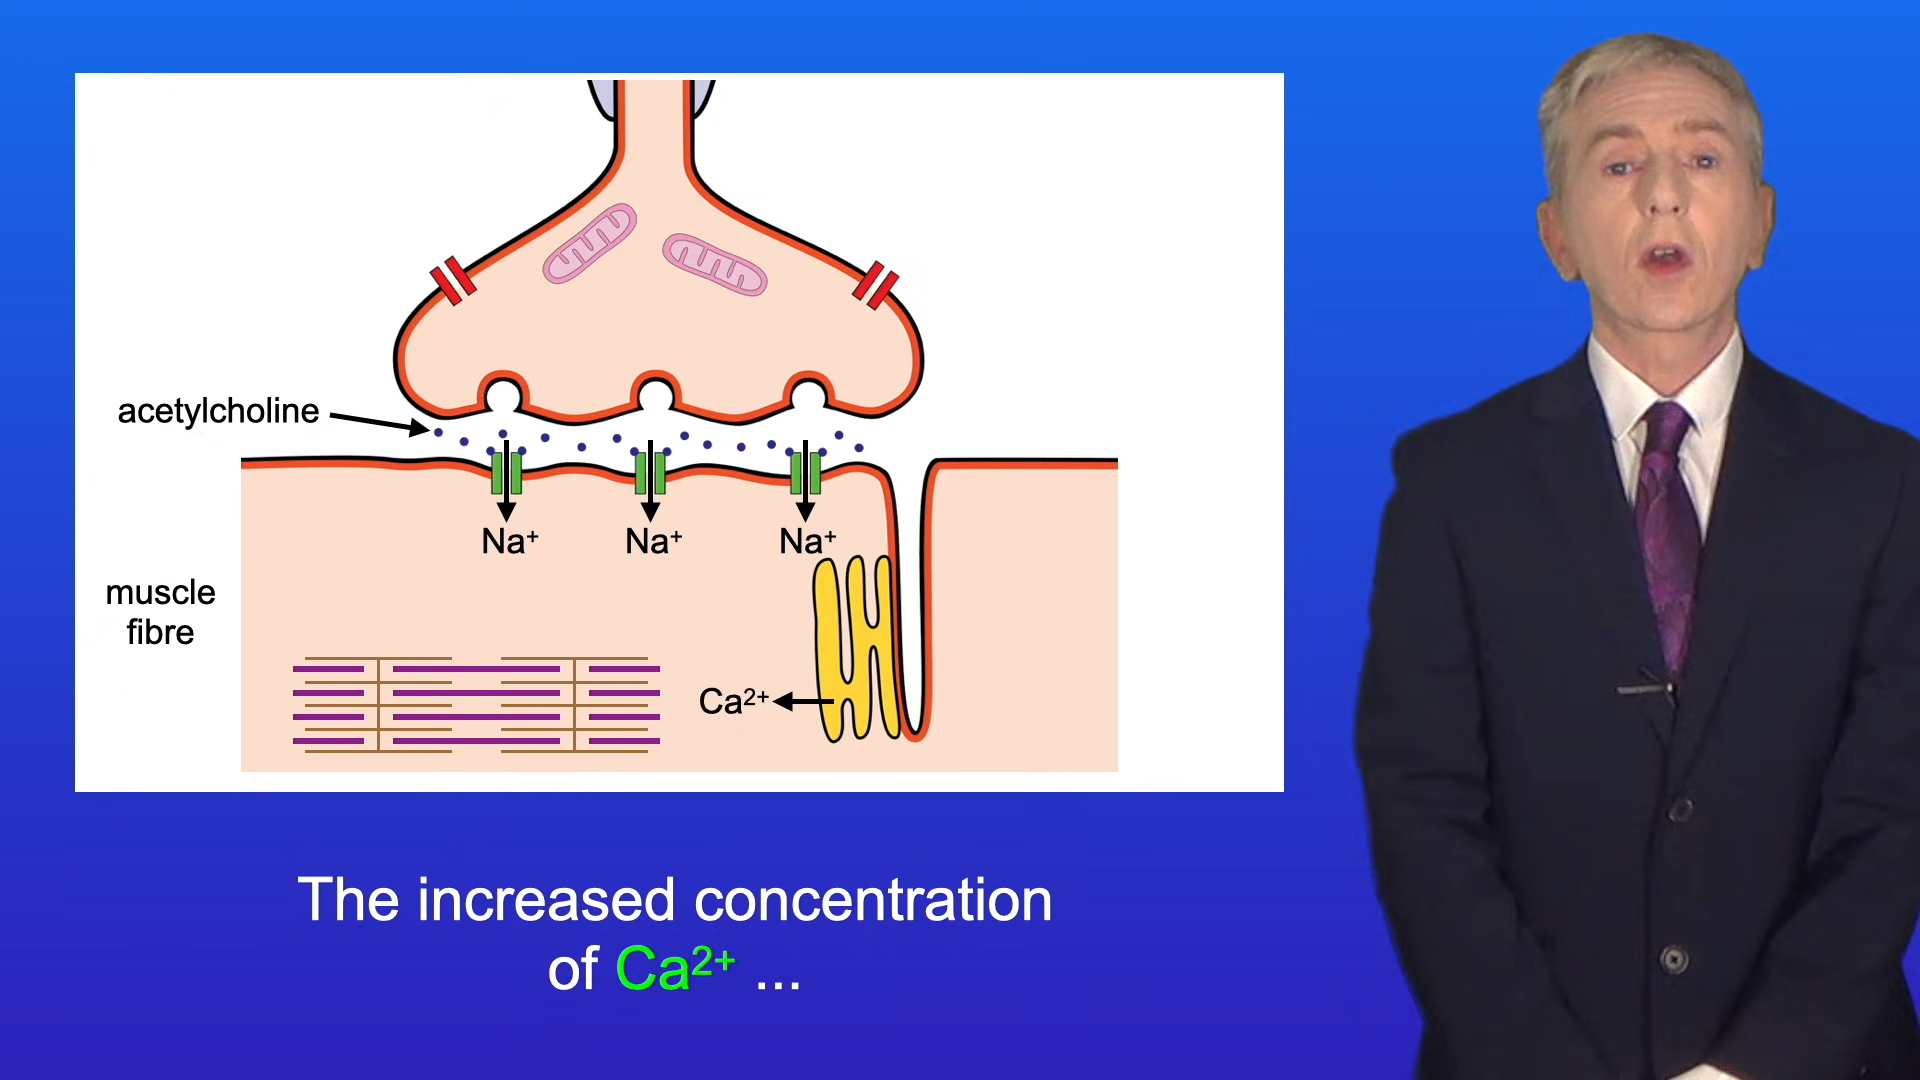 acetylcholine
Na⁺ Na⁺ Na⁺
muscle
fibre
Ca²⁺
The increased concentration
of Ca²⁺ ...